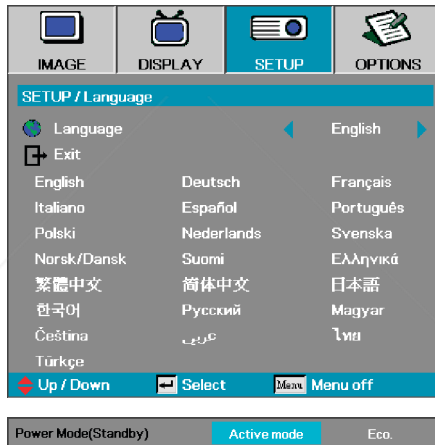 IMAGE DISPLAY SETUP OPTIONS
SETUP / Language
Language English
Exit
English Deutsch Français
Italiano Español Português
Polski Nederlands Svenska
Norsk/Dansk Suomi Ελληνικά
繁體中文 简体中文 日本語
한국어 Русский Magyar
Čeština عربي ไทย
Türkçe
Up / Down Select Menu Menu off
Power Mode(Standby) Active mode Eco.